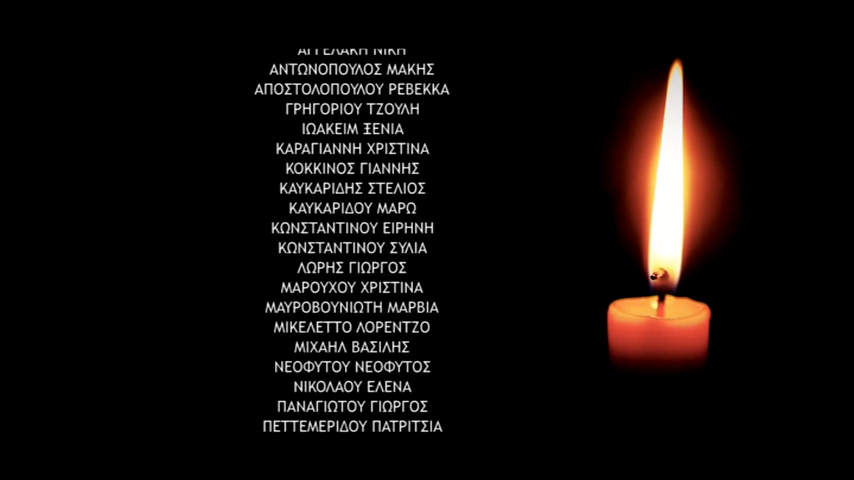 ΑΓΓΕΛΑΚΗ ΝΙΚΗ
ΑΝΤΩΝΟΠΟΥΛΟΣ ΜΑΚΗΣ
ΑΠΟΣΤΟΛΟΠΟΥΛΟΥ ΡΕΒΕΚΚΑ
ΓΡΗΓΟΡΙΟΥ ΤΖΟΥΛΗ
ΙΩΑΚΕΙΜ ΞΕΝΙΑ
ΚΑΡΑΓΙΑΝΝΗ ΧΡΙΣΤΙΝΑ
ΚΟΚΚΙΝΟΣ ΓΙΑΝΝΗΣ
ΚΑΥΚΑΡΙΔΗΣ ΣΤΕΛΙΟΣ
ΚΑΥΚΑΡΙΔΟΥ ΜΑΡΩ
ΚΩΝΣΤΑΝΤΙΝΟΥ ΕΙΡΗΝΗ
ΚΩΝΣΤΑΝΤΙΝΟΥ ΣΥΛΙΑ
ΛΩΡΗΣ ΓΙΩΡΓΟΣ
ΜΑΡΟΥΧΟΥ ΧΡΙΣΤΙΝΑ
ΜΑΥΡΟΒΟΥΝΙΩΤΗ ΜΑΡΒΙΑ
ΜΙΚΕΛΕΤΤΟ ΛΟΡΕΝΤΖΟ
ΜΙΧΑΗΛ ΒΑΣΙΛΗΣ
ΝΕΟΦΥΤΟΥ ΝΕΟΦΥΤΟΣ
ΝΙΚΟΛΑΟΥ ΕΛΕΝΑ
ΠΑΝΑΓΙΩΤΟΥ ΓΙΩΡΓΟΣ
ΠΕΤΤΕΜΕΡΙΔΟΥ ΠΑΤΡΙΤΣΙΑ